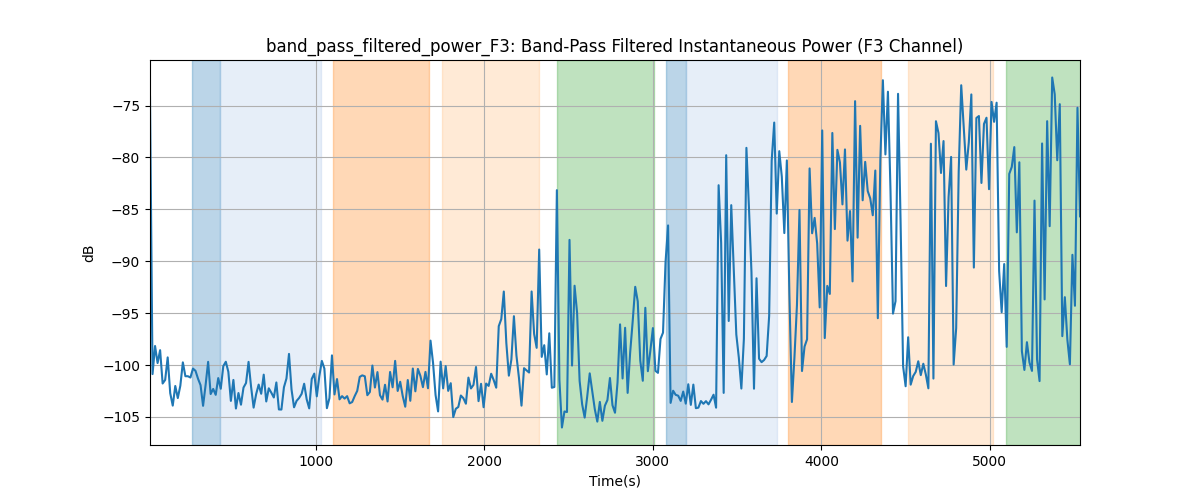 band_pass_filtered_power_F3: Band-Pass Filtered Instantaneous Power (F3 Channel)
−75
−80
−85
−90
−95
−100
−105
dB
1000 2000 3000 4000 5000
Time(s)